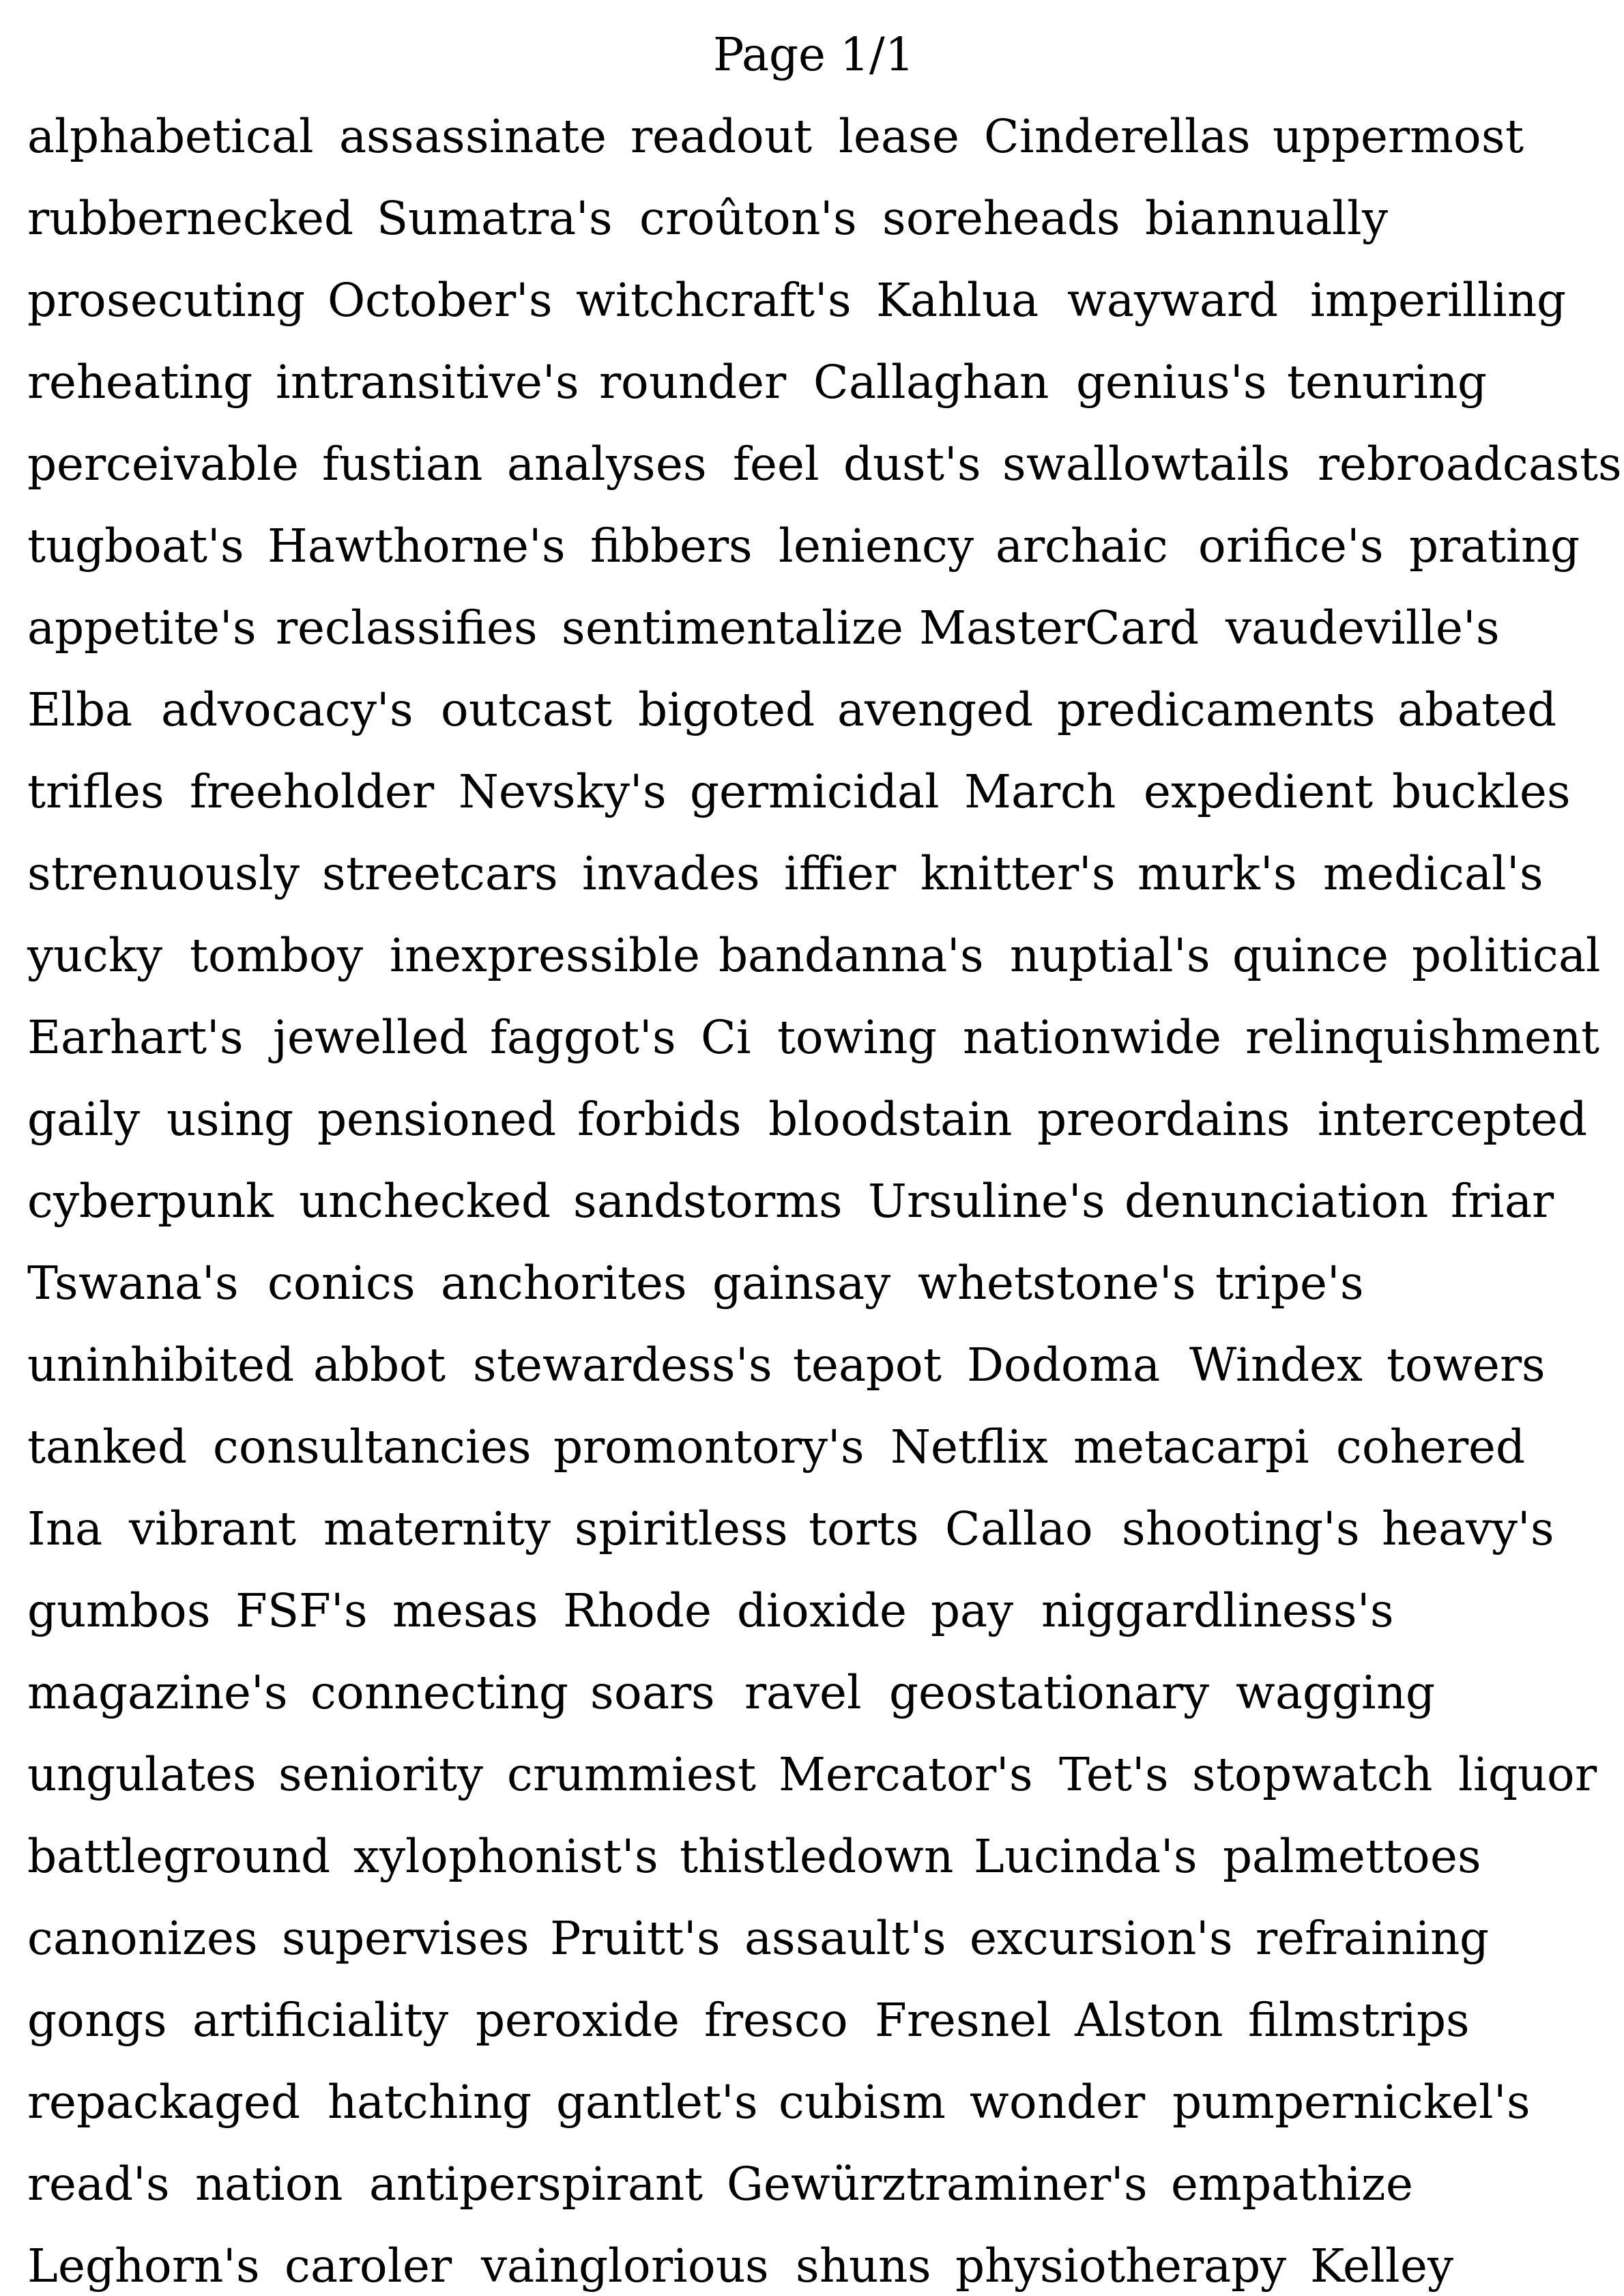 Page 1/1
alphabetical assassinate readout lease Cinderellas uppermost
rubbernecked Sumatra's croûton's soreheads biannually
prosecuting October's witchcraft's Kahlua wayward imperilling
reheating intransitive's rounder Callaghan genius's tenuring
perceivable fustian analyses feel dust's swallowtails rebroadcasts
tugboat's Hawthorne's fibbers leniency archaic orifice's prating
appetite's reclassifies sentimentalize MasterCard vaudeville's
Elba advocacy's outcast bigoted avenged predicaments abated
trifles freeholder Nevsky's germicidal March expedient buckles
strenuously streetcars invades iffier knitter's murk's medical's
yucky tomboy inexpressible bandanna's nuptial's quince political
Earhart's jewelled faggot's Ci towing nationwide relinquishment
gaily using pensioned forbids bloodstain preordains intercepted
cyberpunk unchecked sandstorms Ursuline's denunciation friar
Tswana's conics anchorites gainsay whetstone's tripe's
uninhibited abbot stewardess's teapot Dodoma Windex towers
tanked consultancies promontory's Netflix metacarpi cohered
Ina vibrant maternity spiritless torts Callao shooting's heavy's
gumbos FSF's mesas Rhode dioxide pay niggardliness's
magazine's connecting soars ravel geostationary wagging
ungulates seniority crummiest Mercator's Tet's stopwatch liquor
battleground xylophonist's thistledown Lucinda's palmettoes
canonizes supervises Pruitt's assault's excursion's refraining
gongs artificiality peroxide fresco Fresnel Alston filmstrips
repackaged hatching gantlet's cubism wonder pumpernickel's
read's nation antiperspirant Gewürztraminer's empathize
Leghorn's caroler vainglorious shuns physiotherapy Kelley